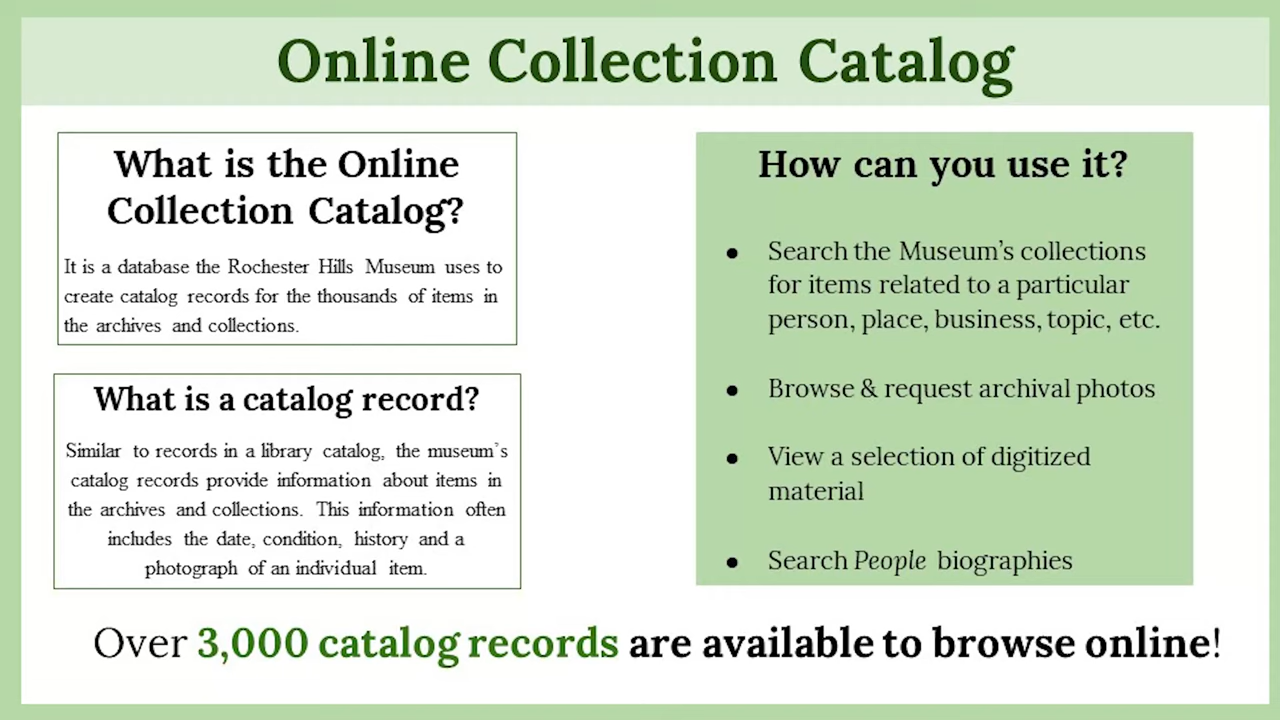 Online Collection Catalog
What is the Online
Collection Catalog?
It is a database the Rochester Hills Museum uses to
create catalog records for the thousands of items in
the archives and collections.
What is a catalog record?
Similar to records in a library catalog, the museum's
catalog records provide information about items in
the archives and collections. This information often
includes the date, condition, history and a
photograph of an individual item.
How can you use it?
● Search the Museum's collections
for items related to a particular
person, place, business, topic, etc.
● Browse & request archival photos
● View a selection of digitized
material
● Search People biographies
Over 3,000 catalog records are available to browse online!